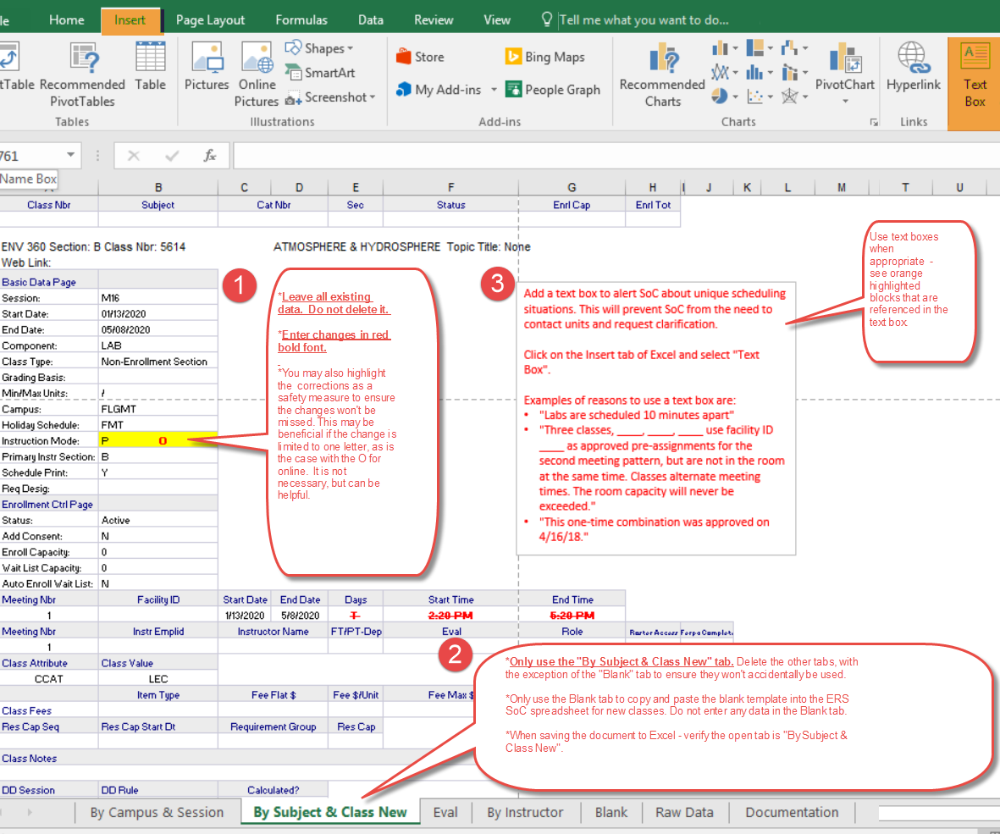 le Home Insert Page Layout Formulas Data Review View Tell me what you want to do...
tTable Recommended PivotTables Table Pictures Online Pictures Shapes SmartArt Screenshot Store My Add-ins Bing Maps People Graph Recommended Charts PivotChart Hyperlink Text Box
Tables Illustrations Add-ins Charts Links
761 fx
Name Box
B C D E F G H I J K L M T U
Class Nbr Subject Cat Nbr Sec Status Enrl Cap Enrl Tot
ENV 360 Section: B Class Nbr: 5614 ATMOSPHERE & HYDROSPHERE Topic Title: None
Web Link:
Basic Data Page
Session: M16
Start Date: 01/13/2020
End Date: 05/08/2020
Component: LAB
Class Type: Non-Enrollment Section
Grading Basis:
Min/Max Units: /
Campus: FLGMT
Holiday Schedule: FMT
Instruction Mode: P O
Primary Instr Section: B
Schedule Print: Y
Req Desig:
Enrollment Ctrl Page
Status: Active
Add Consent: N
Enroll Capacity: 0
Wait List Capacity: 0
Auto Enroll Wait List: N
1
*Leave all existing
data. Do not delete it.
*Enter changes in red
bold font.
*You may also highlight
the corrections as a
safety measure to ensure
the changes won't be
missed. This may be
beneficial if the change is
limited to one letter, as is
the case with the O for
online. It is not
necessary, but can be
helpful.
3
Add a text box to alert SoC about unique scheduling
situations. This will prevent SoC from the need to
contact units and request clarification.
Click on the Insert tab of Excel and select "Text
Box".
Examples of reasons to use a text box are:
• "Labs are scheduled 10 minutes apart"
• "Three classes, ____, ____, ____ use facility ID
____ as approved pre-assignments for the
second meeting pattern, but are not in the room
at the same time. Classes alternate meeting
times. The room capacity will never be
exceeded."
• "This one-time combination was approved on
4/16/18."
Use text boxes
when
appropriate -
see orange
highlighted
blocks that are
referenced in the
text box.
Meeting Nbr Facility ID Start Date End Date Days Start Time End Time
1 1/13/2020 5/8/2020 T 2:20 PM 5:20 PM
Meeting Nbr Instr Emplid Instructor Name FT/PT-Dep Eval Role Roster Access
1
Class Attribute Class Value
CCAT LEC
Item Type Fee Flat $ Fee $/Unit Fee Max $
Class Fees
Res Cap Seq Res Cap Start Dt Requirement Group Res Cap
Class Notes
DD Session DD Rule Calculated?
2
*Only use the "By Subject & Class New" tab. Delete the other tabs, with
the exception of the "Blank" tab to ensure they won't accidentally be used.
*Only use the Blank tab to copy and paste the blank template into the ERS
SoC spreadsheet for new classes. Do not enter any data in the Blank tab.
*When saving the document to Excel - verify the open tab is "By Subject &
Class New".
By Campus & Session By Subject & Class New Eval By Instructor Blank Raw Data Documentation